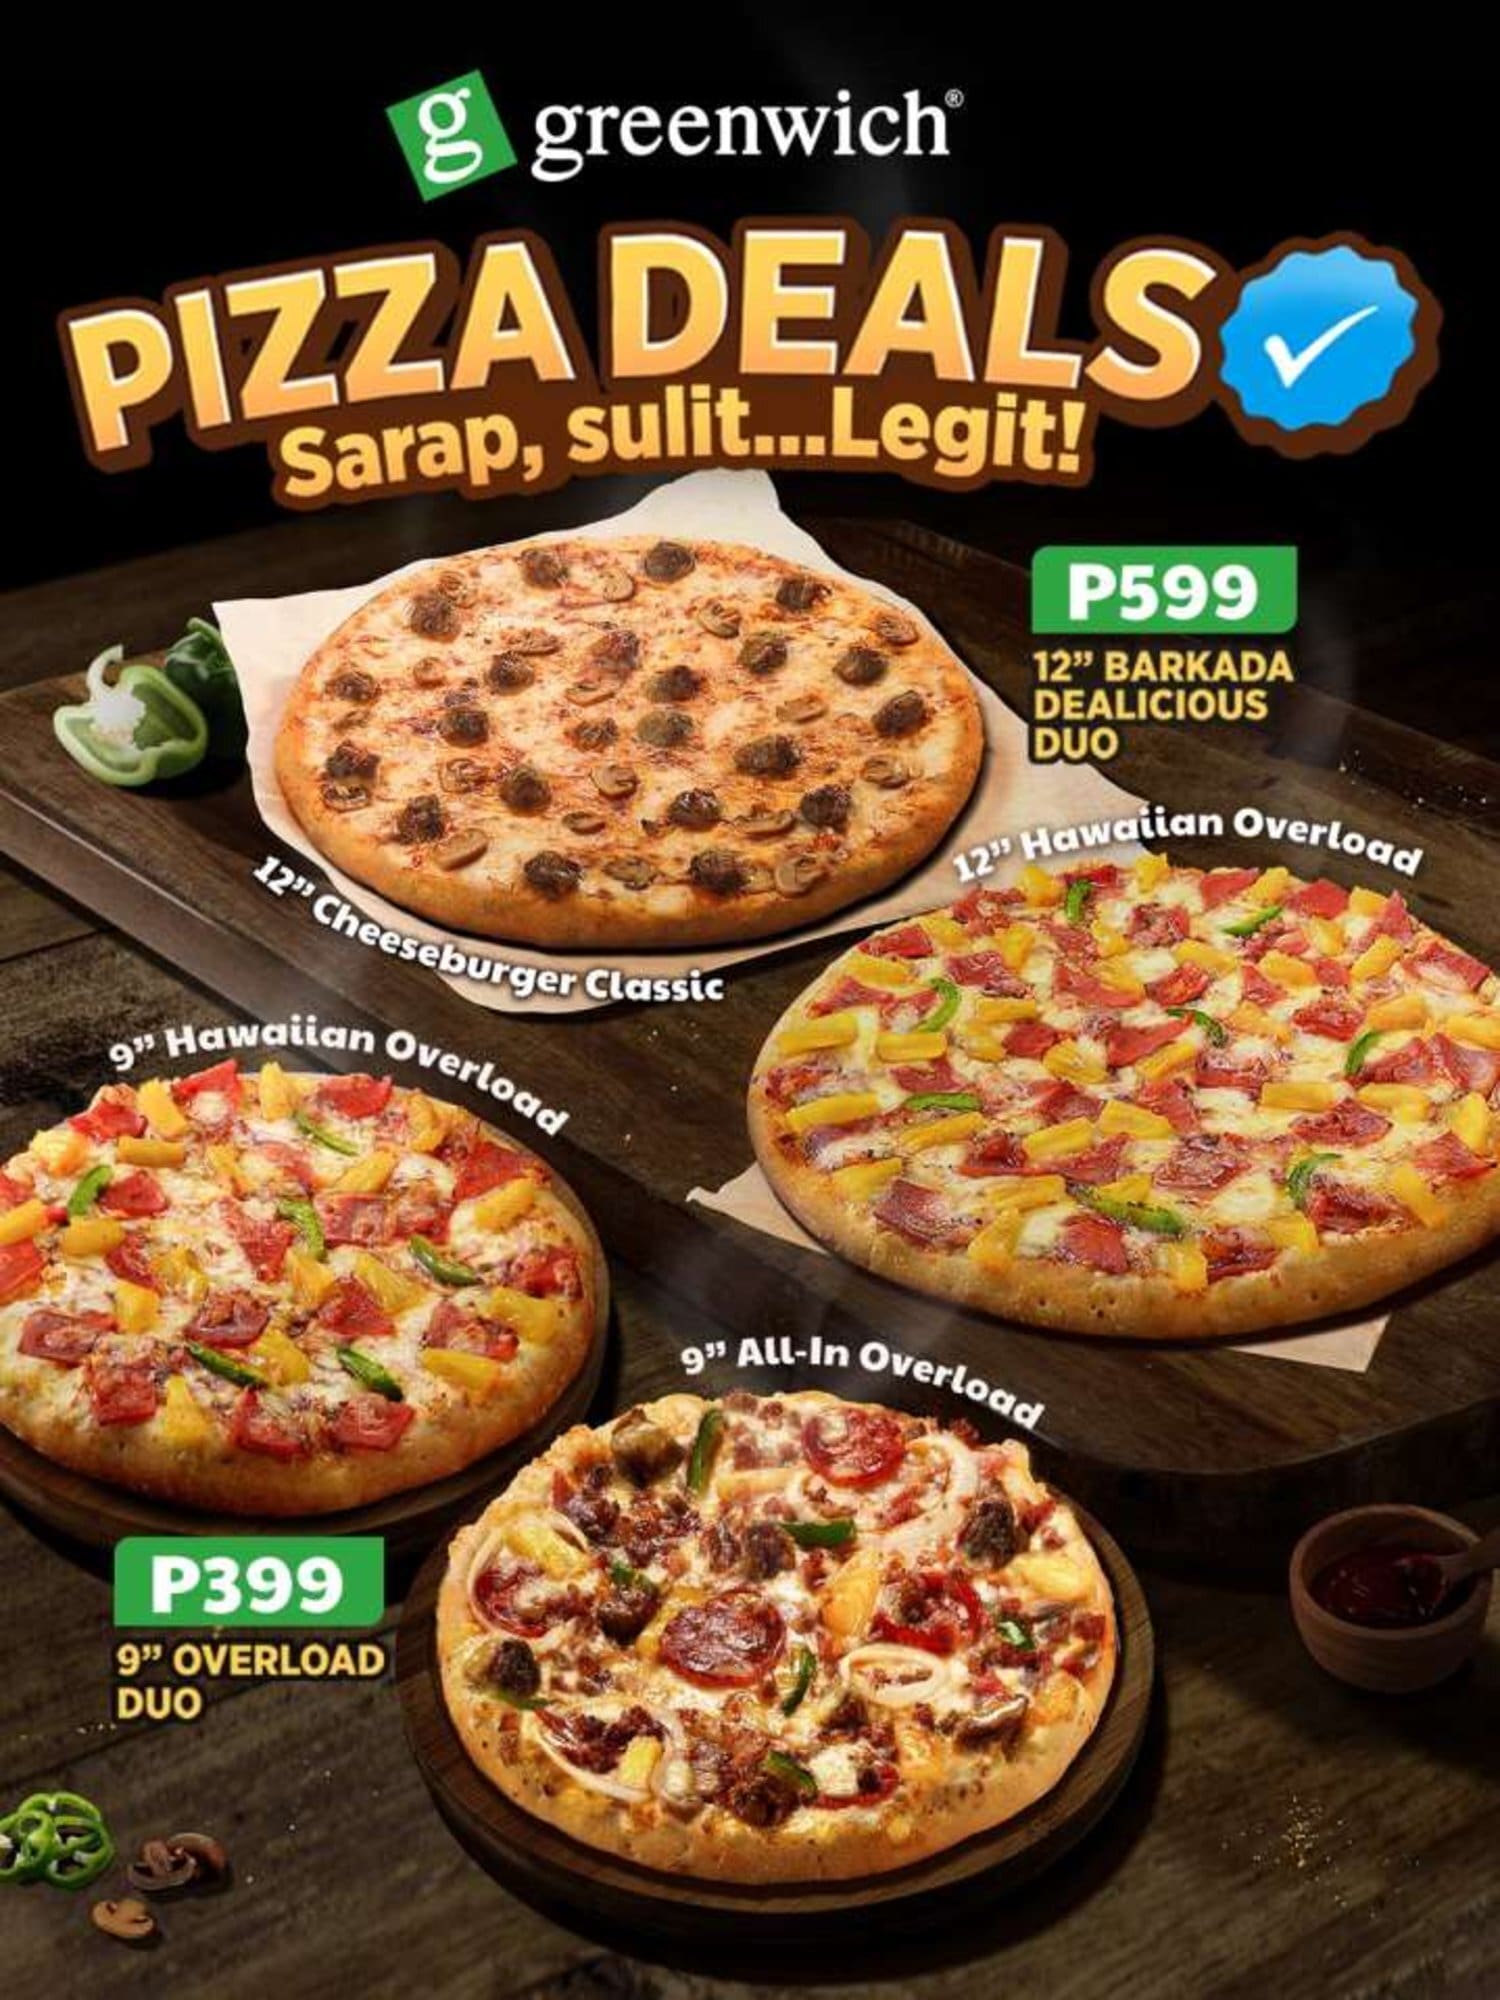 g greenwich®
PIZZA DEALS
Sarap, sulit...Legit!
P599
12” BARKADA
DEALICIOUS
DUO
12” Hawaiian Overload
12” Cheeseburger Classic
9” Hawaiian Overload
9” All-In Overload
P399
9” OVERLOAD
DUO